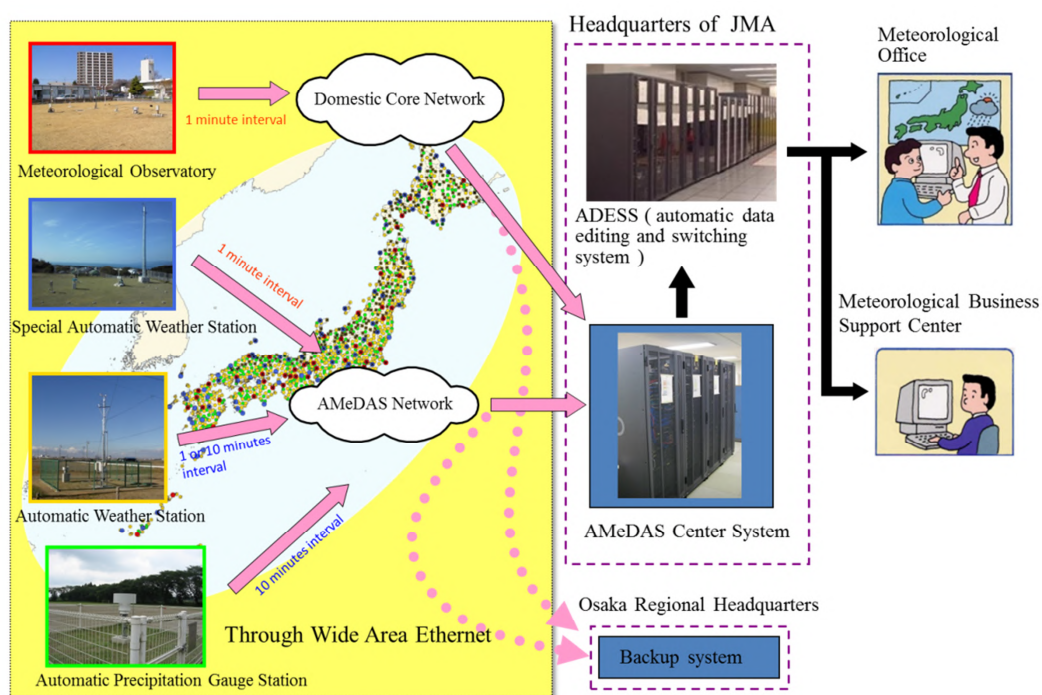 Domestic Core Network
1 minute interval
Meteorological Observatory
1 minute interval
Special Automatic Weather Station
AMeDAS Network
1 or 10 minutes
interval
Automatic Weather Station
10 minutes interval
Through Wide Area Ethernet
Automatic Precipitation Gauge Station
Headquarters of JMA
ADESS ( automatic data
editing and switching
system )
AMeDAS Center System
Osaka Regional Headquarters
Backup system
Meteorological
Office
Meteorological Business
Support Center